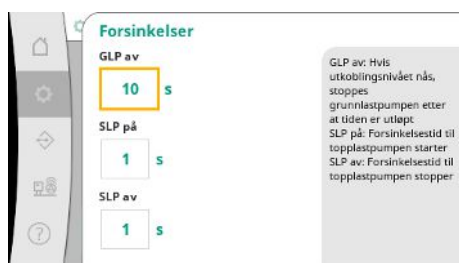 Forsinkelser
GLP av
10 s
SLP på
1 s
SLP av
1 s
GLP av: Hvis
utkoblingsnivået nås,
stoppes
grunnlastpumpen etter
at tiden er utløpt
SLP på: Forsinkelsestid til
topplastpumpen starter
SLP av: Forsinkelsestid til
topplastpumpen stopper
?